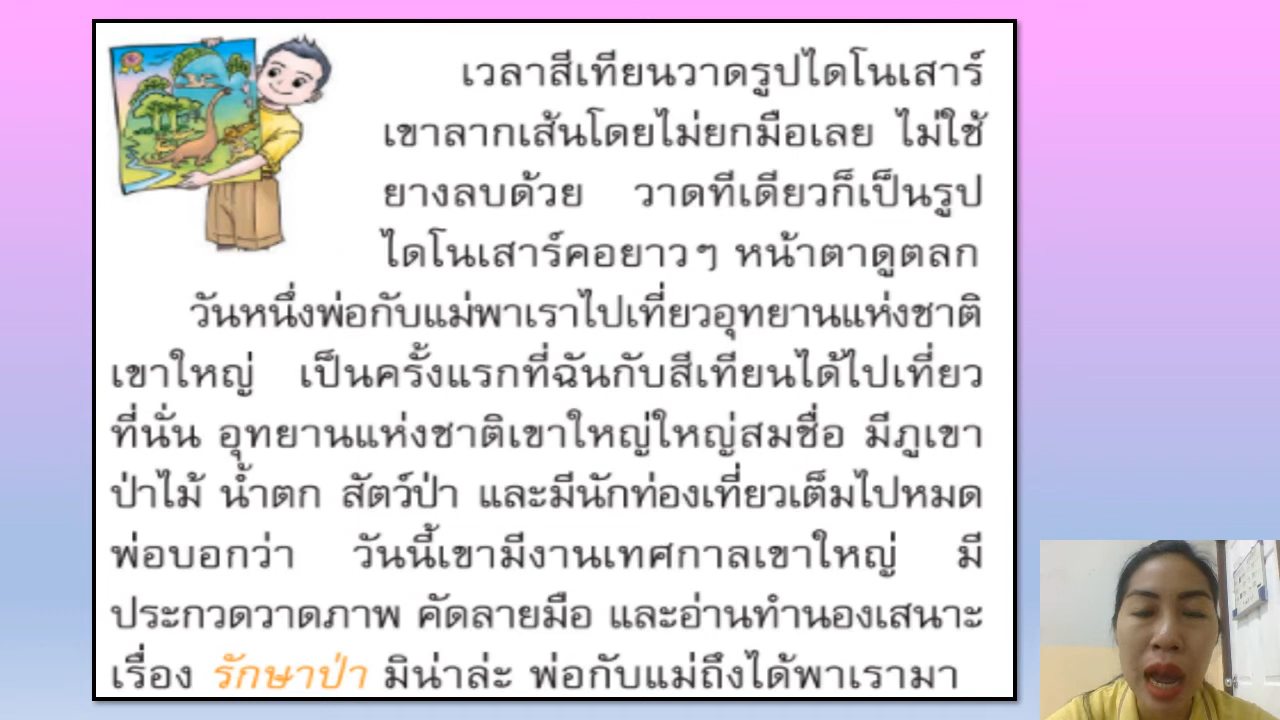 เวลาสีเทียนวาดรูปไดโนเสาร์
เขาลากเส้นโดยไม่ยกมือเลย ไม่ใช้
ยางลบด้วย วาดทีเดียวก็เป็นรูป
ไดโนเสาร์คอยาวๆ หน้าตาดูตลก
วันหนึ่งพ่อกับแม่พาเราไปเที่ยวอุทยานแห่งชาติ
เขาใหญ่ เป็นครั้งแรกที่ฉันกับสีเทียนได้ไปเที่ยว
ที่นั่น อุทยานแห่งชาติเขาใหญ่ใหญ่สมชื่อ มีภูเขา
ป่าไม้ น้ำตก สัตว์ป่า และมีนักท่องเที่ยวเต็มไปหมด
พ่อบอกว่า วันนี้เขามีงานเทศกาลเขาใหญ่ มี
ประกวดวาดภาพ คัดลายมือ และอ่านทำนองเสนาะ
เรื่อง รักษาป่า มิน่าล่ะ พ่อกับแม่ถึงได้พาเรามา